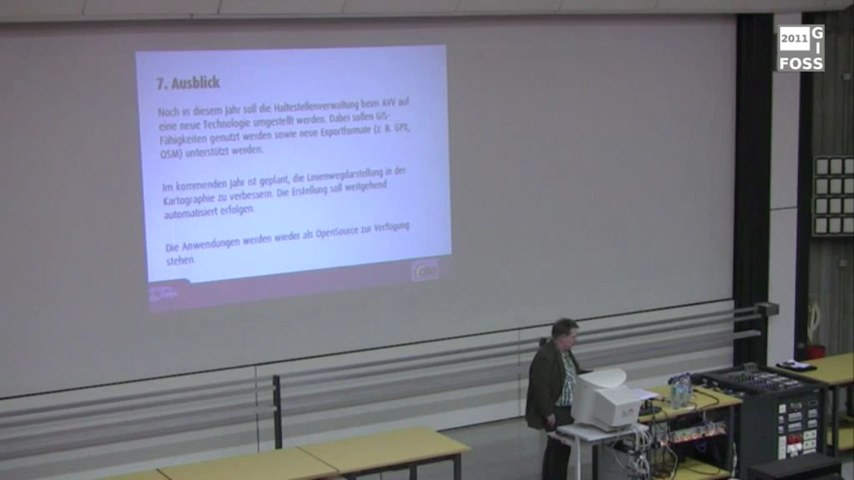 2011
G
I
FOSS
7. Ausblick
Noch in diesem Jahr soll die Haltestellenverwaltung beim AVV auf
eine neue Technologie umgestellt werden. Dabei sollen GIS-
Fähigkeiten genutzt werden sowie neue Exportformate (z. B. GPX,
OSM) unterstützt werden.
Im kommenden Jahr ist geplant, die Linienwegdarstellung in der
Kartographie zu verbessern. Die Erstellung soll weitgehend
automatisiert erfolgen.
Die Anwendungen werden wieder als OpenSource zur Verfügung
stehen.